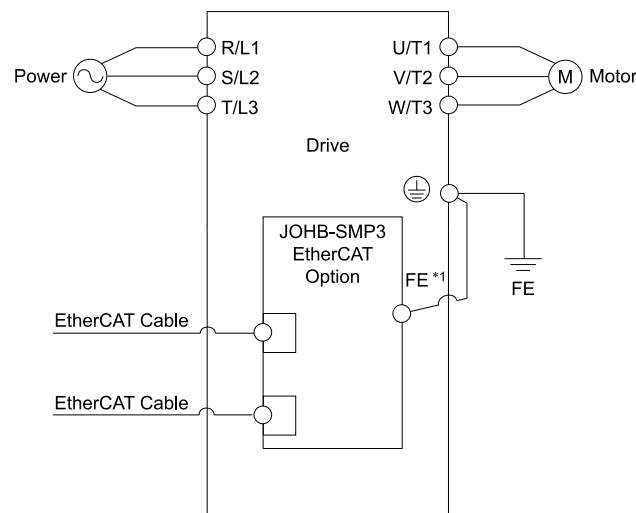 R/L1
U/T1
Power
S/L2
V/T2
M
Motor
T/L3
W/T3
Drive
JOHB-SMP3
EtherCAT
Option
FE *1
FE
EtherCAT Cable
EtherCAT Cable